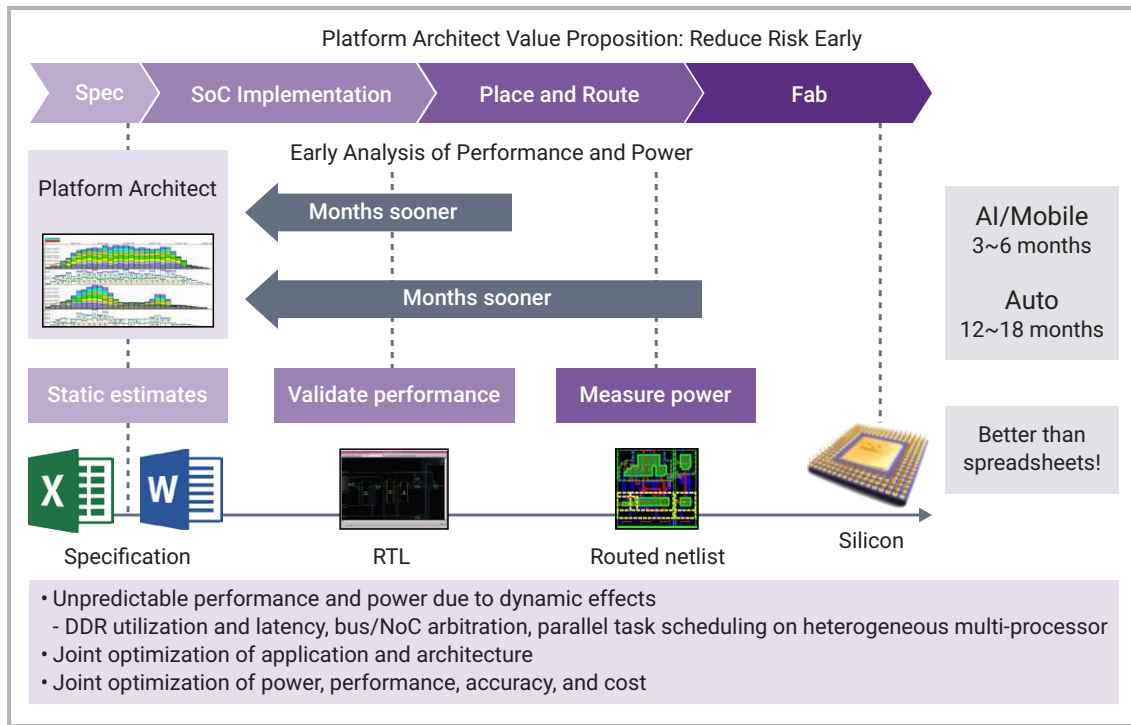 Platform Architect Value Proposition: Reduce Risk Early
Spec
SoC Implementation
Place and Route
Fab
Early Analysis of Performance and Power
Platform Architect
Months sooner
Months sooner
AI/Mobile
3~6 months
Auto
12~18 months
Static estimates
Validate performance
Measure power
Better than
spreadsheets!
X
W
Specification
RTL
Routed netlist
Silicon
• Unpredictable performance and power due to dynamic effects
- DDR utilization and latency, bus/NoC arbitration, parallel task scheduling on heterogeneous multi-processor
• Joint optimization of application and architecture
• Joint optimization of power, performance, accuracy, and cost